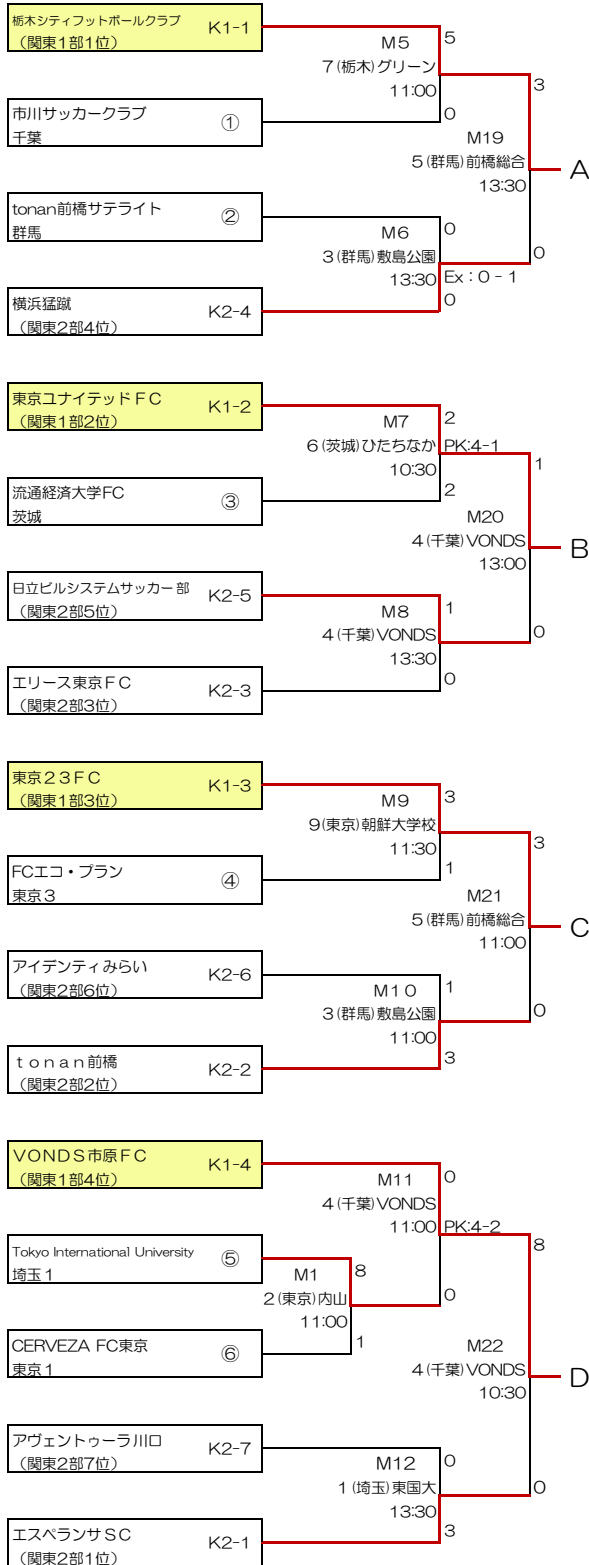 栃木シティフットボールクラブ K1-1
（関東1部1位）
M5 5
7(栃木)グリーン
11:00
0
3
市川サッカークラブ ①
千葉
M19
5(群馬)前橋総合
13:30
A
tonan前橋サテライト ②
群馬
M6 0
3(群馬)敷島公園
13:30 Ex：0－1
0
0
横浜猛蹴 K2-4
（関東2部4位）
東京ユナイテッドＦＣ K1-2
（関東1部2位）
M7 2
6(茨城)ひたちなか PK:4-1
10:30
2
1
流通経済大学FC ③
茨城
M20
4(千葉)VONDS
13:00
B
日立ビルシステムサッカー部 K2-5
（関東2部5位）
M8 1
4(千葉)VONDS
13:30
0
0
エリース東京ＦＣ K2-3
（関東2部3位）
東京２３ＦＣ K1-3
（関東1部3位）
M9 3
9(東京)朝鮮大学校
11:30
1
3
FCエコ・プラン ④
東京３
M21
5(群馬)前橋総合
11:00
C
アイデンティみらい K2-6
（関東2部6位）
M10 1
3(群馬)敷島公園
11:00
3
0
ｔｏｎａｎ前橋 K2-2
（関東2部2位）
ＶＯＮＤＳ市原ＦＣ K1-4
（関東1部4位）
M11 0
4(千葉)VONDS
11:00 PK:4-2
0
8
Tokyo International University ⑤
埼玉１
M1 8
2(東京)内山
11:00
1
CERVEZA FC東京 ⑥
東京１
M22
4(千葉)VONDS
10:30
D
アヴェントゥーラ川口 K2-7
（関東2部7位）
M12 0
1(埼玉)東国大
13:30
3
0
エスペランサＳＣ K2-1
（関東2部1位）